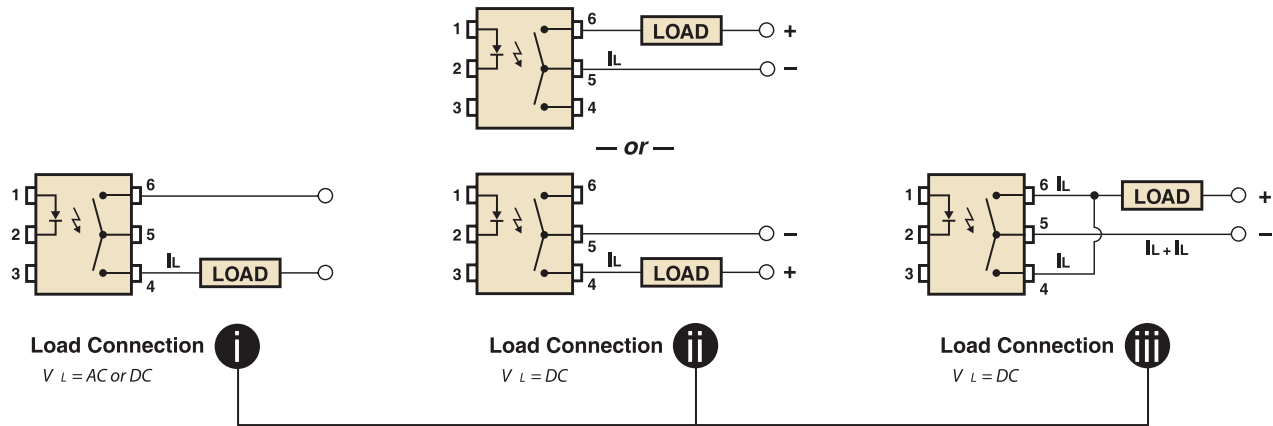 1
2
3
6
5
4
IL
LOAD
+
–
— or —
1
2
3
6
5
4
IL
LOAD
Load Connection i
V L = AC or DC
1
2
3
6
5
4
IL
LOAD
–
+
Load Connection ii
V L = DC
1
2
3
6
5
4
IL
IL
LOAD
+
–
IL + IL
Load Connection iii
V L = DC